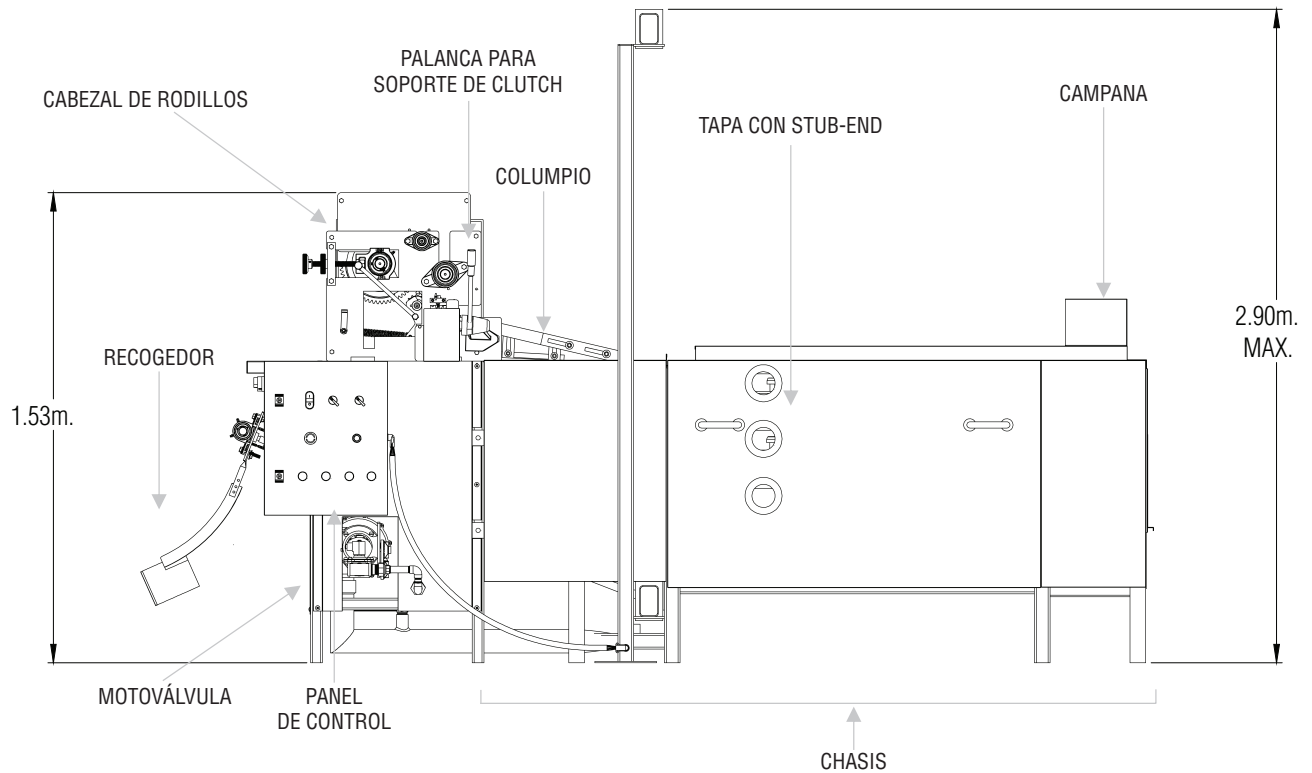 PALANCA PARA
SOPORTE DE CLUTCH
CABEZAL DE RODILLOS
CAMPANA
TAPA CON STUB-END
COLUMPIO
2.90m.
MAX.
RECOGEDOR
1.53m.
MOTOVÁLVULA
PANEL
DE CONTROL
CHASIS